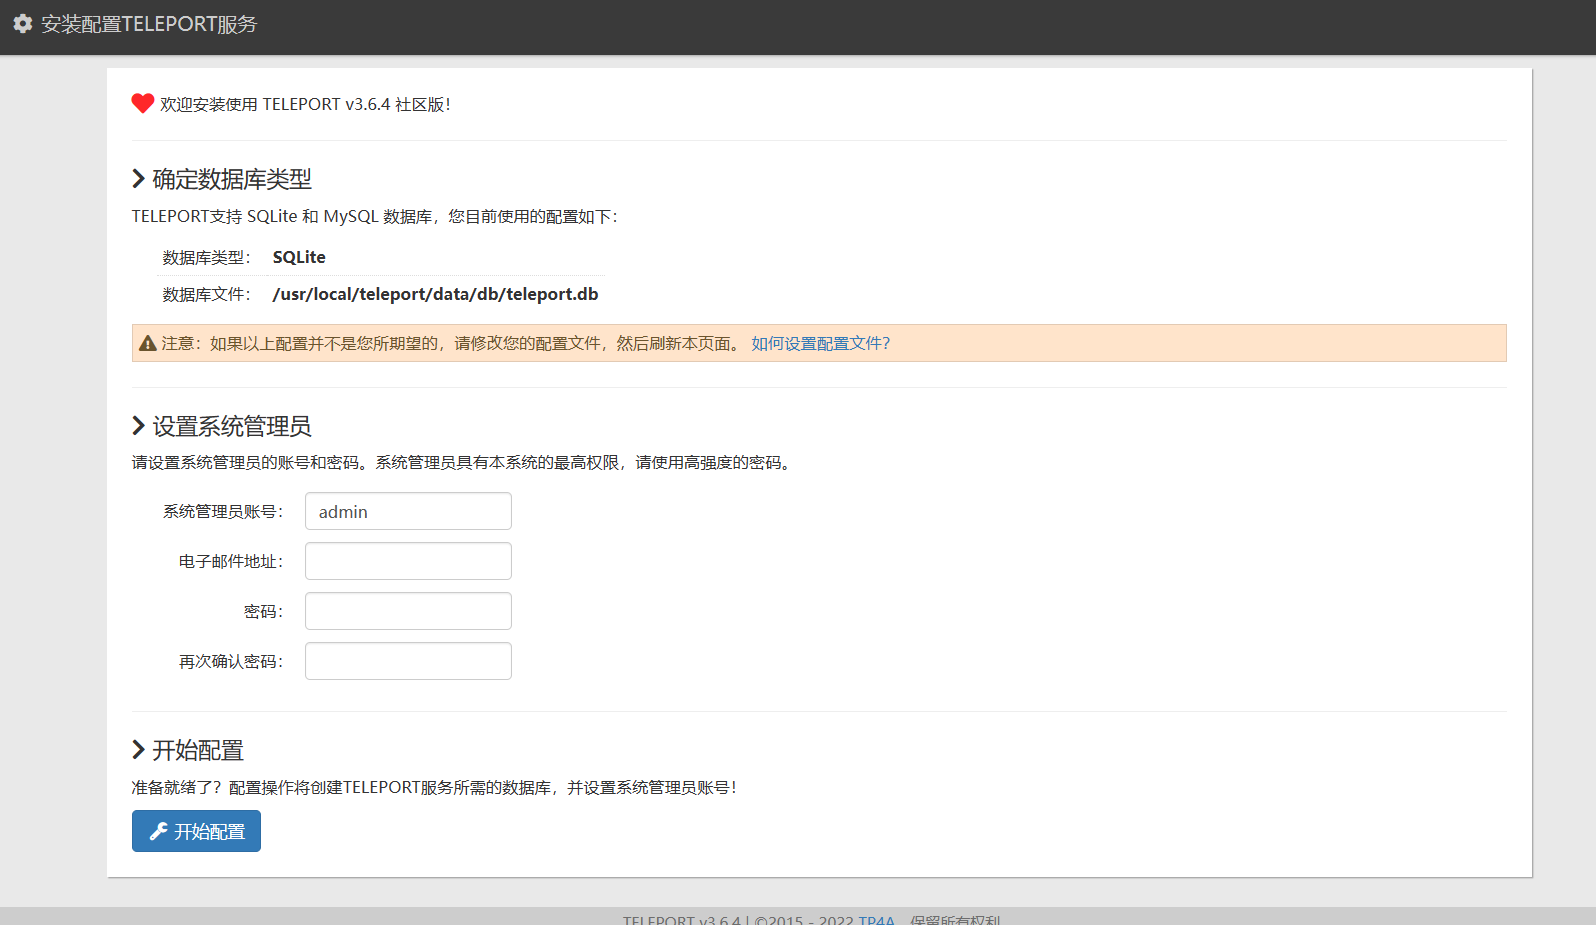 安装配置TELEPORT服务
欢迎安装使用 TELEPORT v3.6.4 社区版！
确定数据库类型
TELEPORT支持 SQLite 和 MySQL 数据库，您目前使用的配置如下：
数据库类型： SQLite
数据库文件： /usr/local/teleport/data/db/teleport.db
注意：如果以上配置并不是您所期望的，请修改您的配置文件，然后刷新本页面。 如何设置配置文件？
设置系统管理员
请设置系统管理员的账号和密码。系统管理员具有本系统的最高权限，请使用高强度的密码。
系统管理员账号： admin
电子邮件地址：
密码：
再次确认密码：
开始配置
准备就绪了？配置操作将创建TELEPORT服务所需的数据库，并设置系统管理员账号！
开始配置
TELEPORT v3.6.4 | ©2015 - 2022 TP4A，保留所有权利